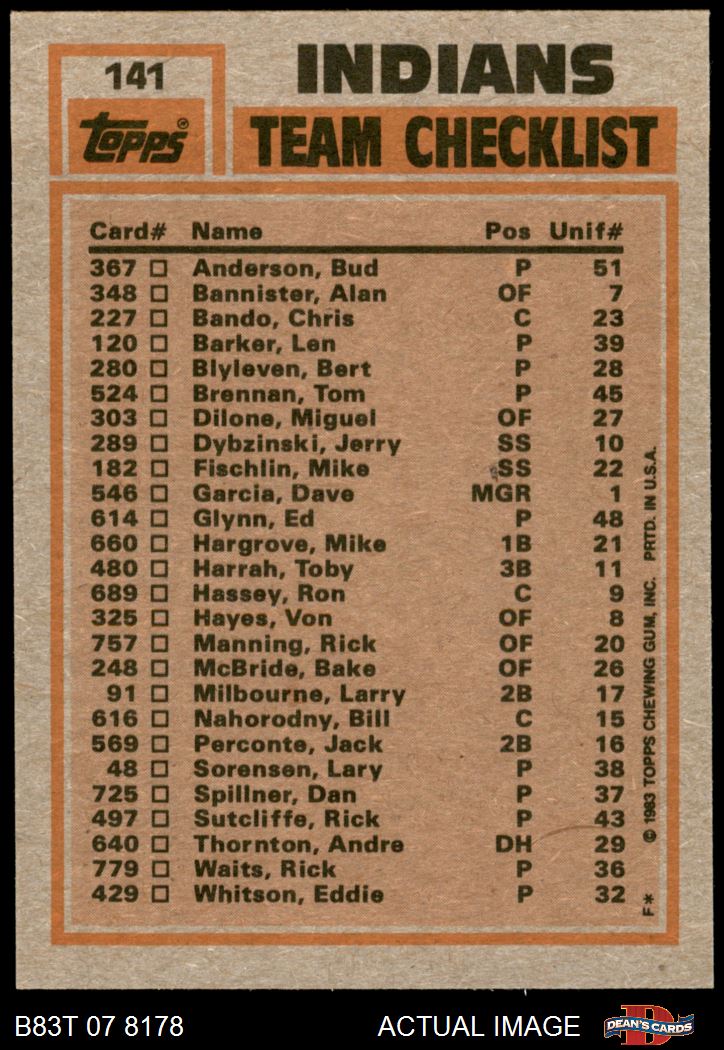 141
INDIANS
Topps®
TEAM CHECKLIST
Card# Name Pos Unif#
367 Anderson, Bud P 51
348 Bannister, Alan OF 7
227 Bando, Chris C 23
120 Barker, Len P 39
280 Blyleven, Bert P 28
524 Brennan, Tom P 45
303 Dilone, Miguel OF 27
289 Dybzinski, Jerry SS 10
182 Fischlin, Mike SS 22
546 Garcia, Dave MGR 1
614 Glynn, Ed P 48
660 Hargrove, Mike 1B 21
480 Harrah, Toby 3B 11
689 Hassey, Ron C 9
325 Hayes, Von OF 8
757 Manning, Rick OF 20
248 McBride, Bake OF 26
91 Milbourne, Larry 2B 17
616 Nahorodny, Bill C 15
569 Perconte, Jack 2B 16
48 Sorensen, Lary P 38
725 Spillner, Dan P 37
497 Sutcliffe, Rick P 43
640 Thornton, Andre DH 29
779 Waits, Rick P 36
429 Whitson, Eddie P 32
F* © 1983 TOPPS CHEWING GUM, INC. PRTD. IN U.S.A.
B83T 07 8178 ACTUAL IMAGE D DEAN'S CARDS